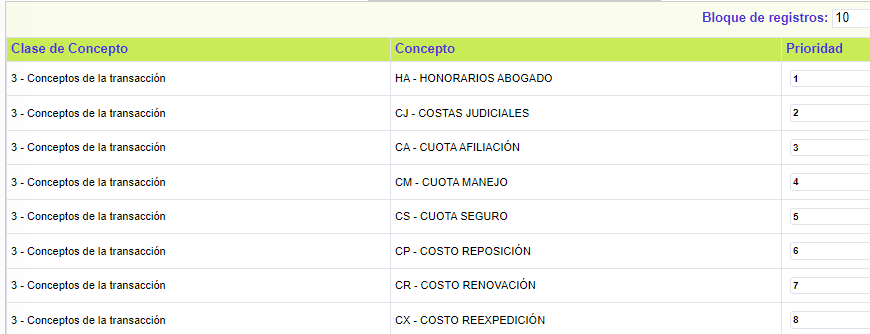 Bloque de registros: 10
Clase de Concepto Concepto Prioridad
3 - Conceptos de la transacción HA - HONORARIOS ABOGADO 1
3 - Conceptos de la transacción CJ - COSTAS JUDICIALES 2
3 - Conceptos de la transacción CA - CUOTA AFILIACIÓN 3
3 - Conceptos de la transacción CM - CUOTA MANEJO 4
3 - Conceptos de la transacción CS - CUOTA SEGURO 5
3 - Conceptos de la transacción CP - COSTO REPOSICIÓN 6
3 - Conceptos de la transacción CR - COSTO RENOVACIÓN 7
3 - Conceptos de la transacción CX - COSTO REEXPEDICIÓN 8